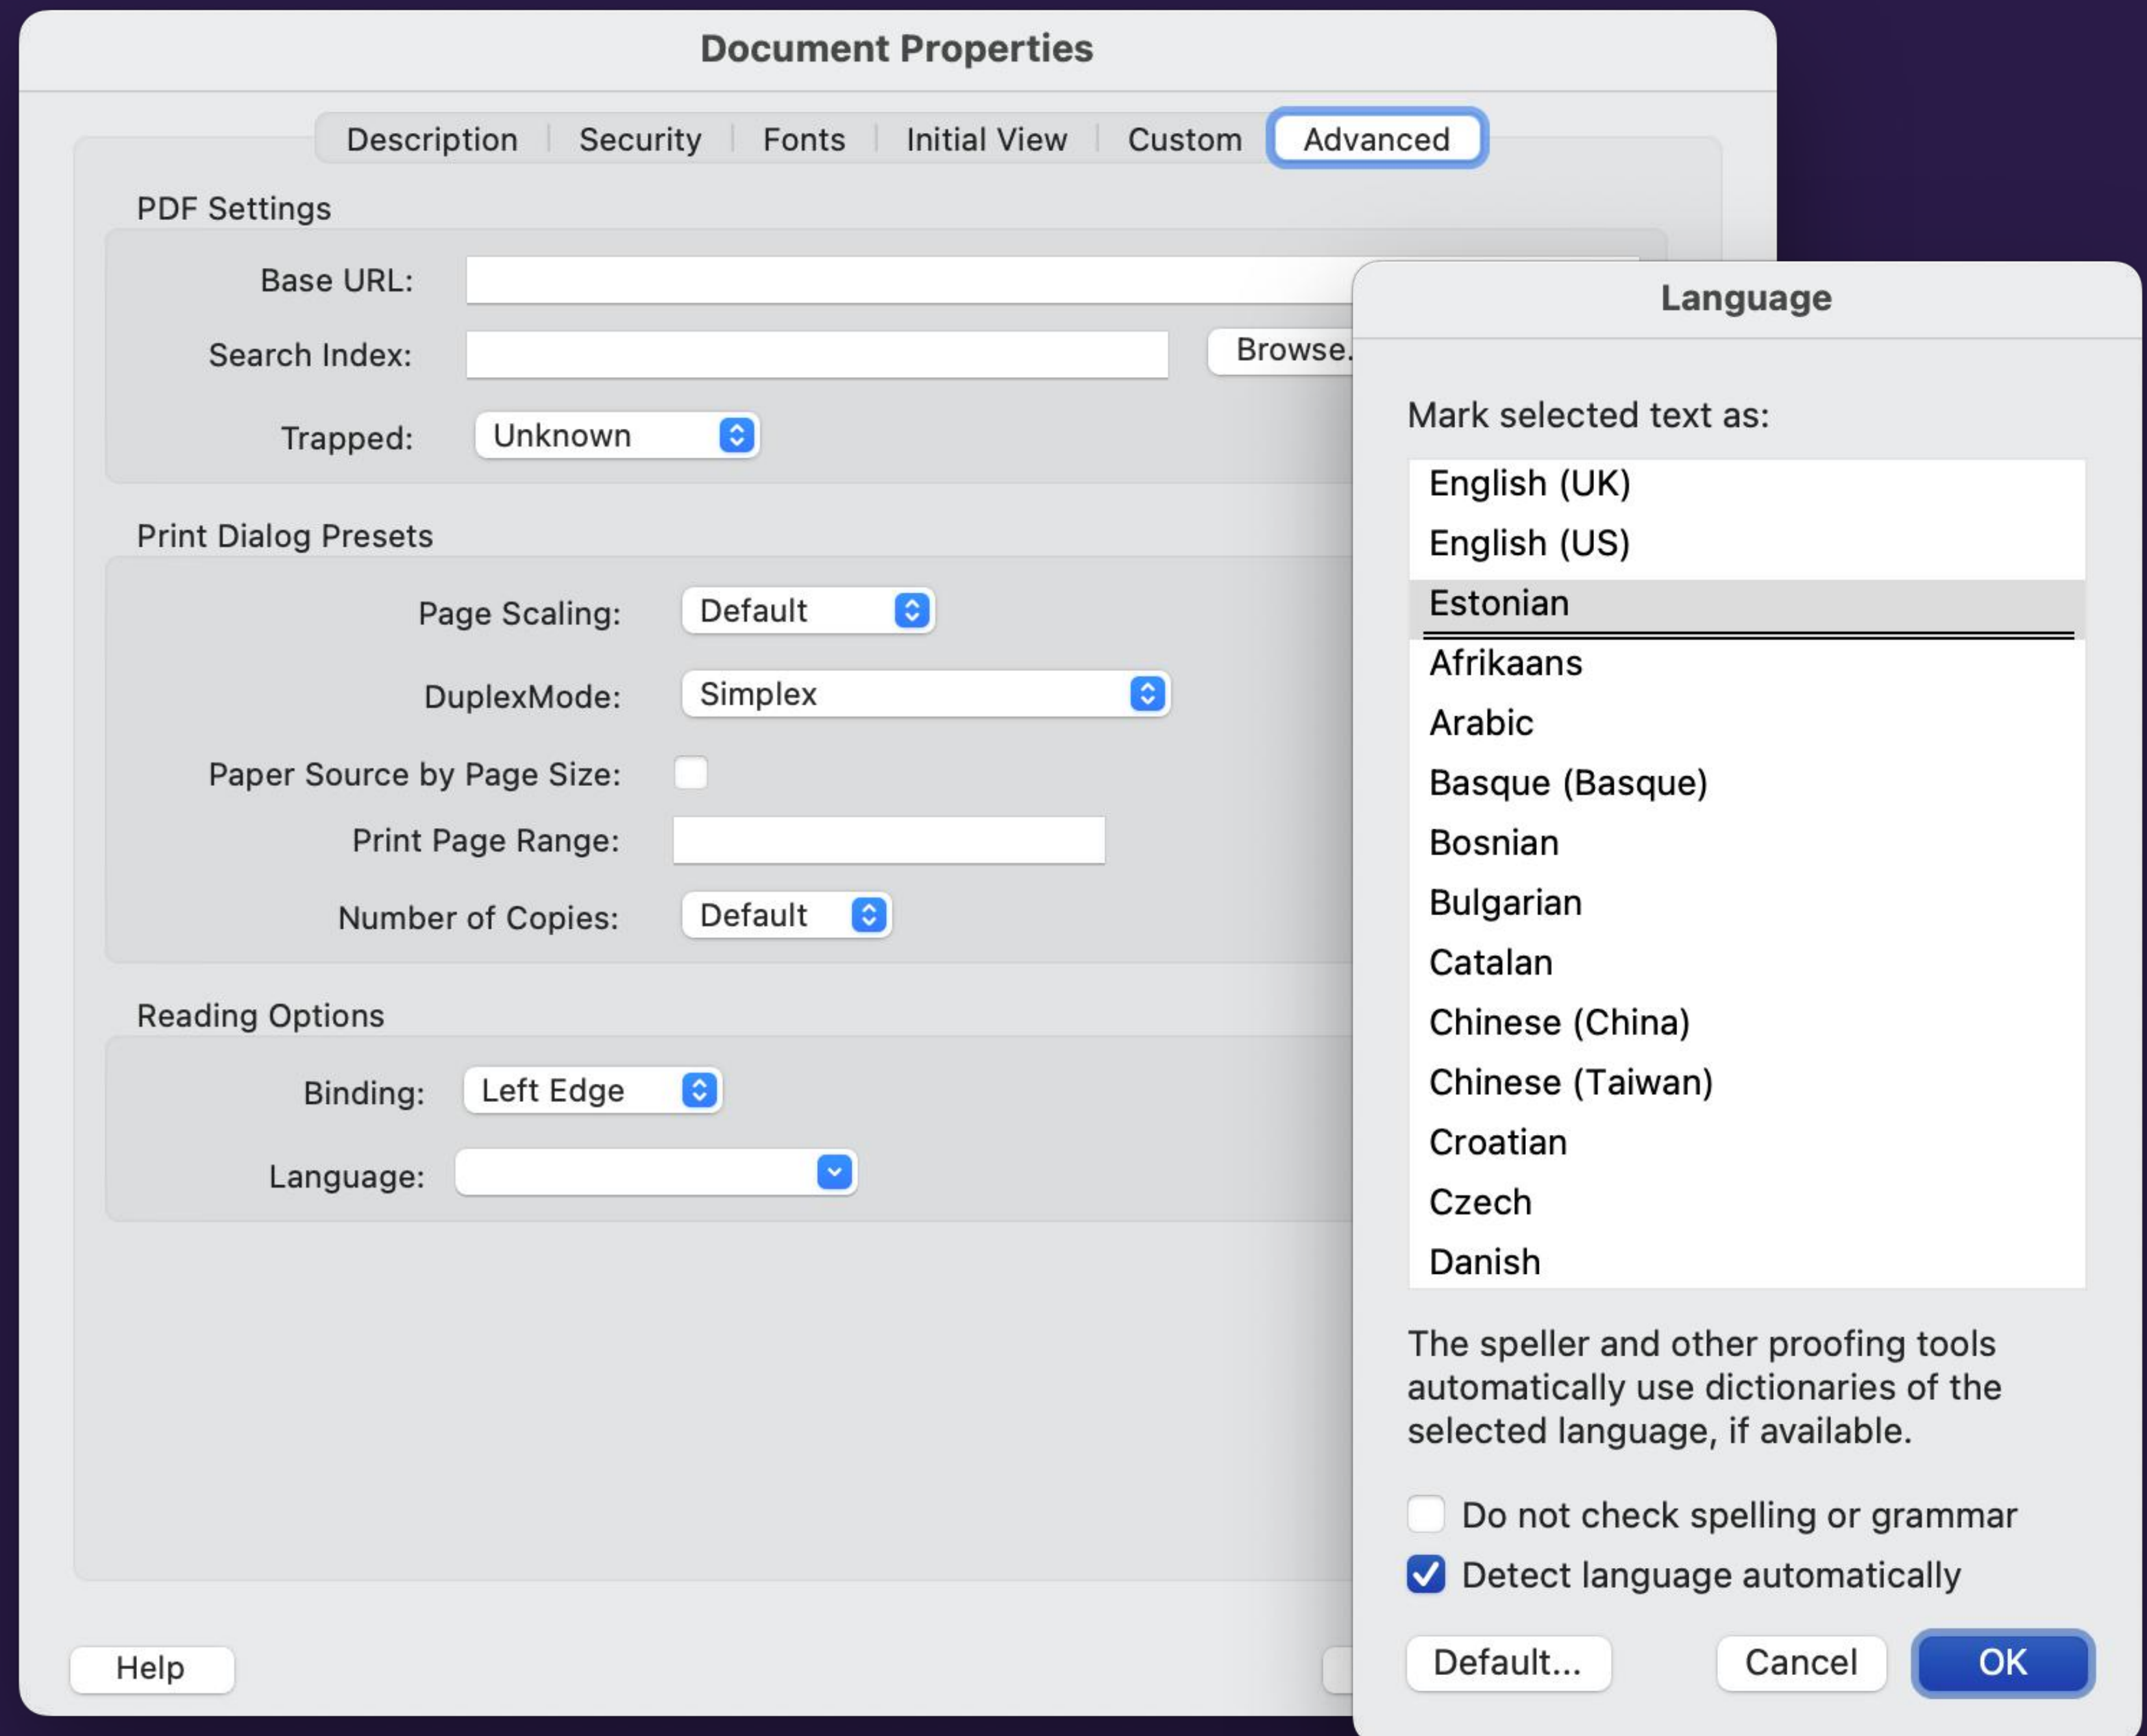 Document Properties
Description Security Fonts Initial View Custom Advanced
PDF Settings
Base URL:
Search Index:
Browse.
Trapped: Unknown
Print Dialog Presets
Page Scaling: Default
DuplexMode: Simplex
Paper Source by Page Size:
Print Page Range:
Number of Copies: Default
Reading Options
Binding: Left Edge
Language:
Help
Language
Mark selected text as:
English (UK)
English (US)
Estonian
Afrikaans
Arabic
Basque (Basque)
Bosnian
Bulgarian
Catalan
Chinese (China)
Chinese (Taiwan)
Croatian
Czech
Danish
The speller and other proofing tools
automatically use dictionaries of the
selected language, if available.
Do not check spelling or grammar
Detect language automatically
Default... Cancel OK